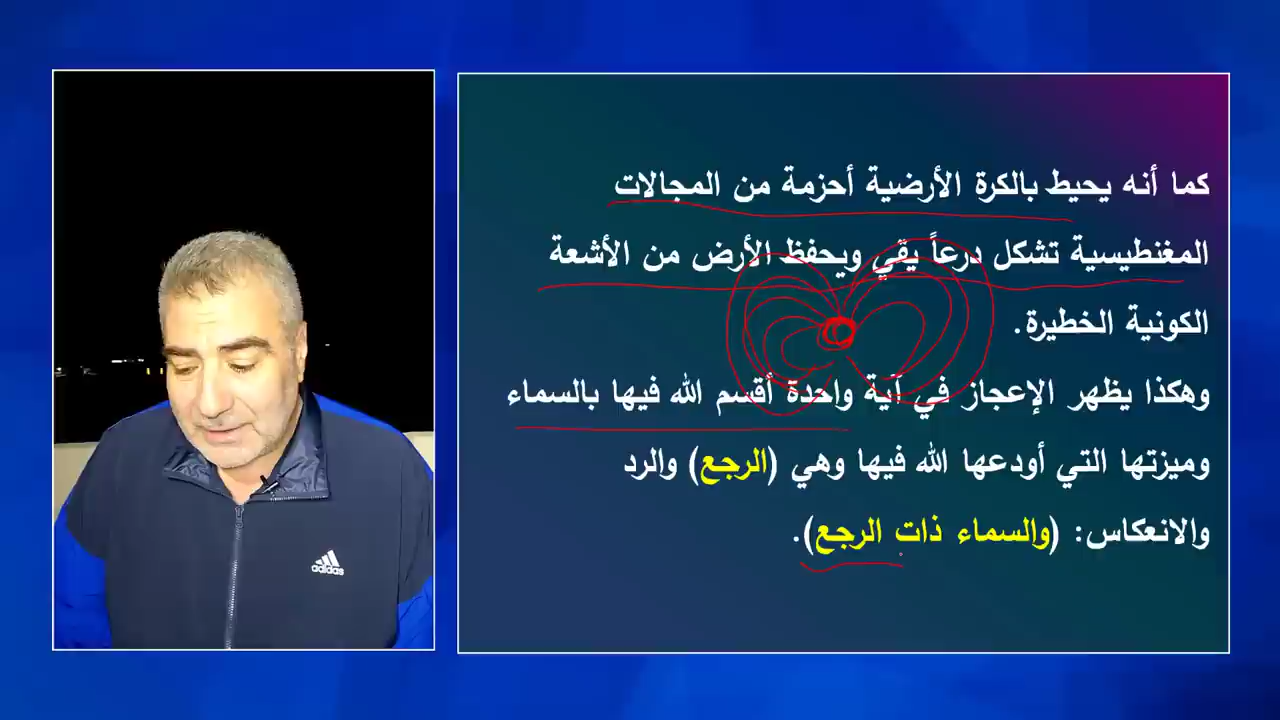 كما أنه يحيط بالكرة الأرضية أحزمة من المجالات
المغنطيسية تشكل درعاً يقي ويحفظ الأرض من الأشعة
الكونية الخطيرة.
وهكذا يظهر الإعجاز في آية واحدة أقسم الله فيها بالسماء
وميزتها التي أودعها الله فيها وهي (الرجع) والرد
والانعكاس: (والسماء ذات الرجع).
adidas